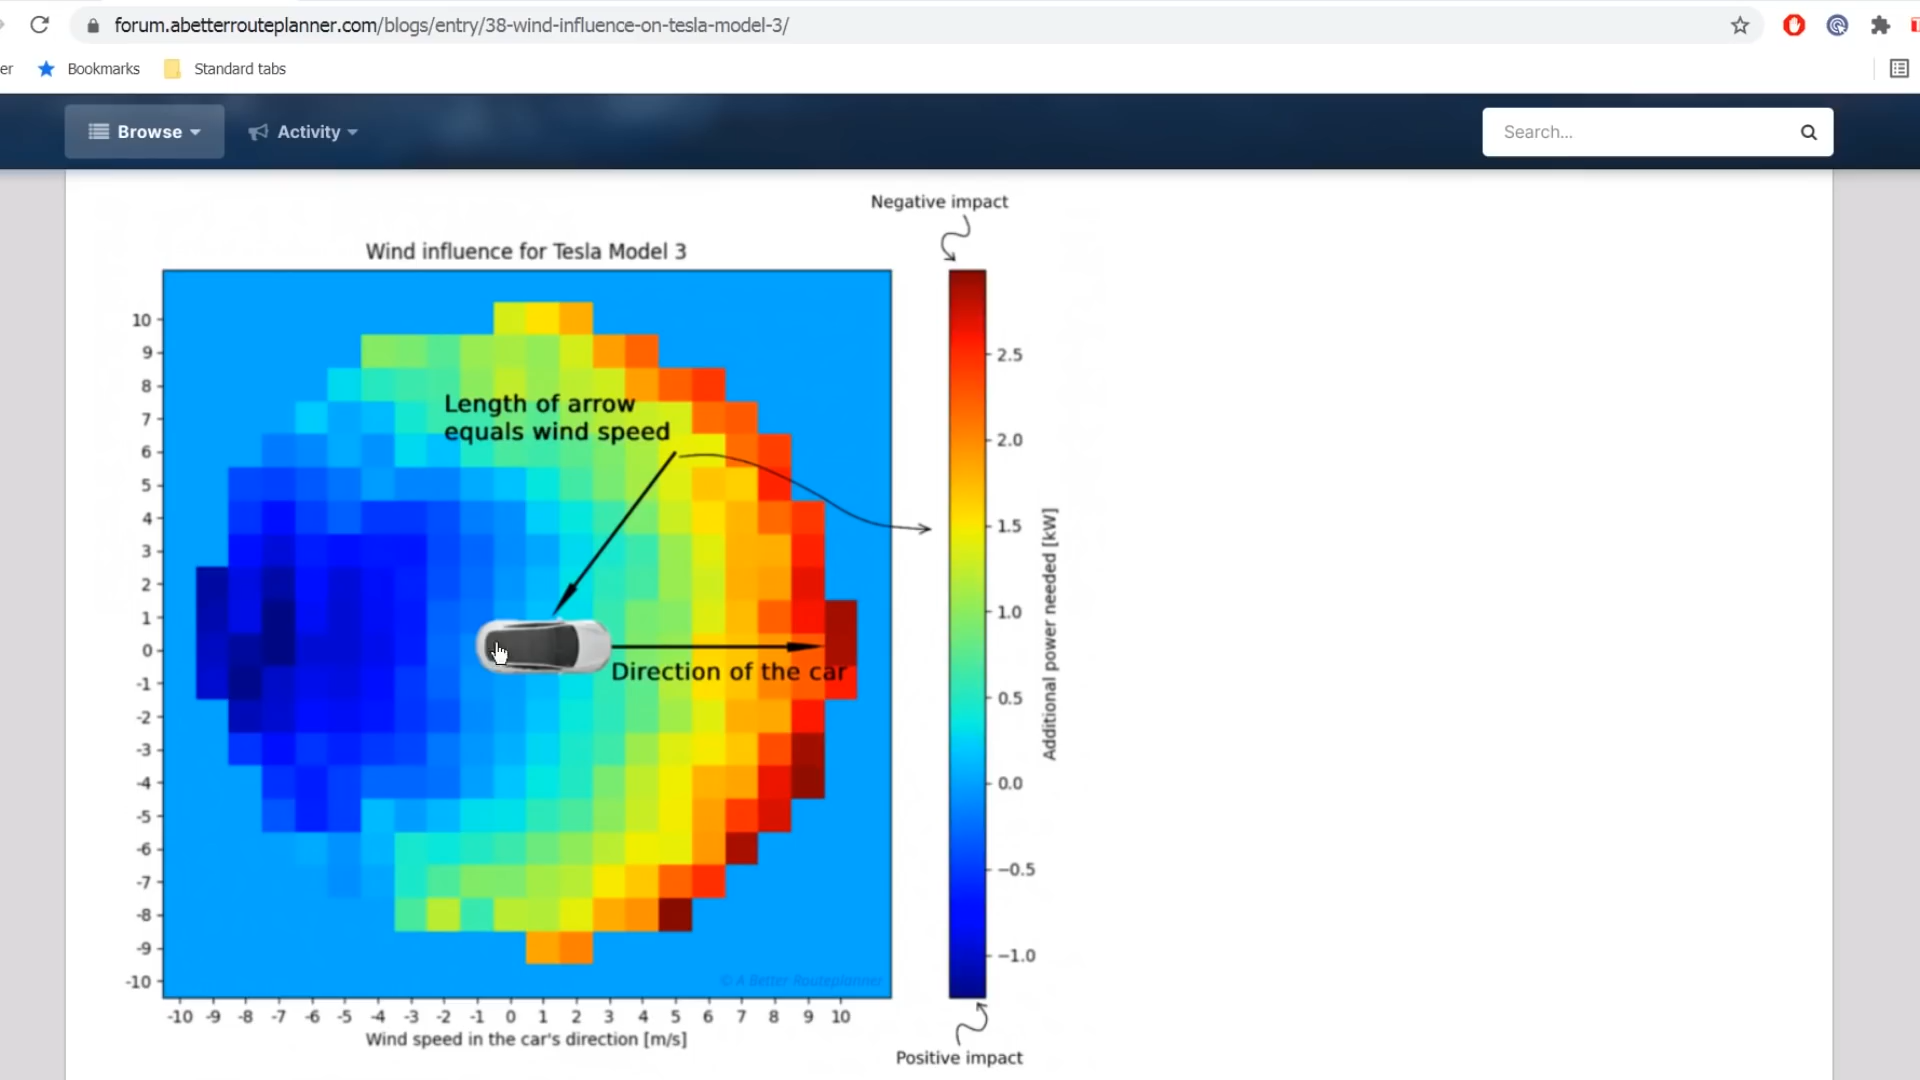 forum.abetterrouteplanner.com/blogs/entry/38-wind-influence-on-tesla-model-3/
er Bookmarks Standard tabs
Browse Activity Search...
Negative impact
Wind influence for Tesla Model 3
10
9
8
7
6
5
4
3
2
1
0
-1
-2
-3
-4
-5
-6
-7
-8
-9
-10
Length of arrow
equals wind speed
Direction of the car
© A Better Routeplanner
-10 -9 -8 -7 -6 -5 -4 -3 -2 -1 0 1 2 3 4 5 6 7 8 9 10
Wind speed in the car's direction [m/s]
2.5
2.0
1.5
1.0
0.5
0.0
−0.5
−1.0
Additional power needed [kW]
Positive impact